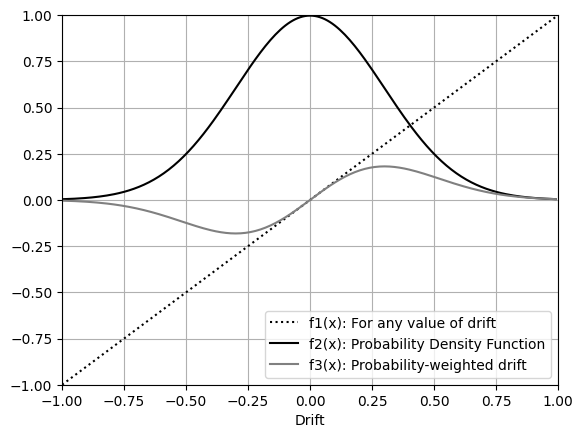 1.00
0.75
0.50
0.25
0.00
−0.25
−0.50
−0.75
−1.00
f1(x): For any value of drift
f2(x): Probability Density Function
f3(x): Probability-weighted drift
−1.00 −0.75 −0.50 −0.25 0.00 0.25 0.50 0.75 1.00
Drift